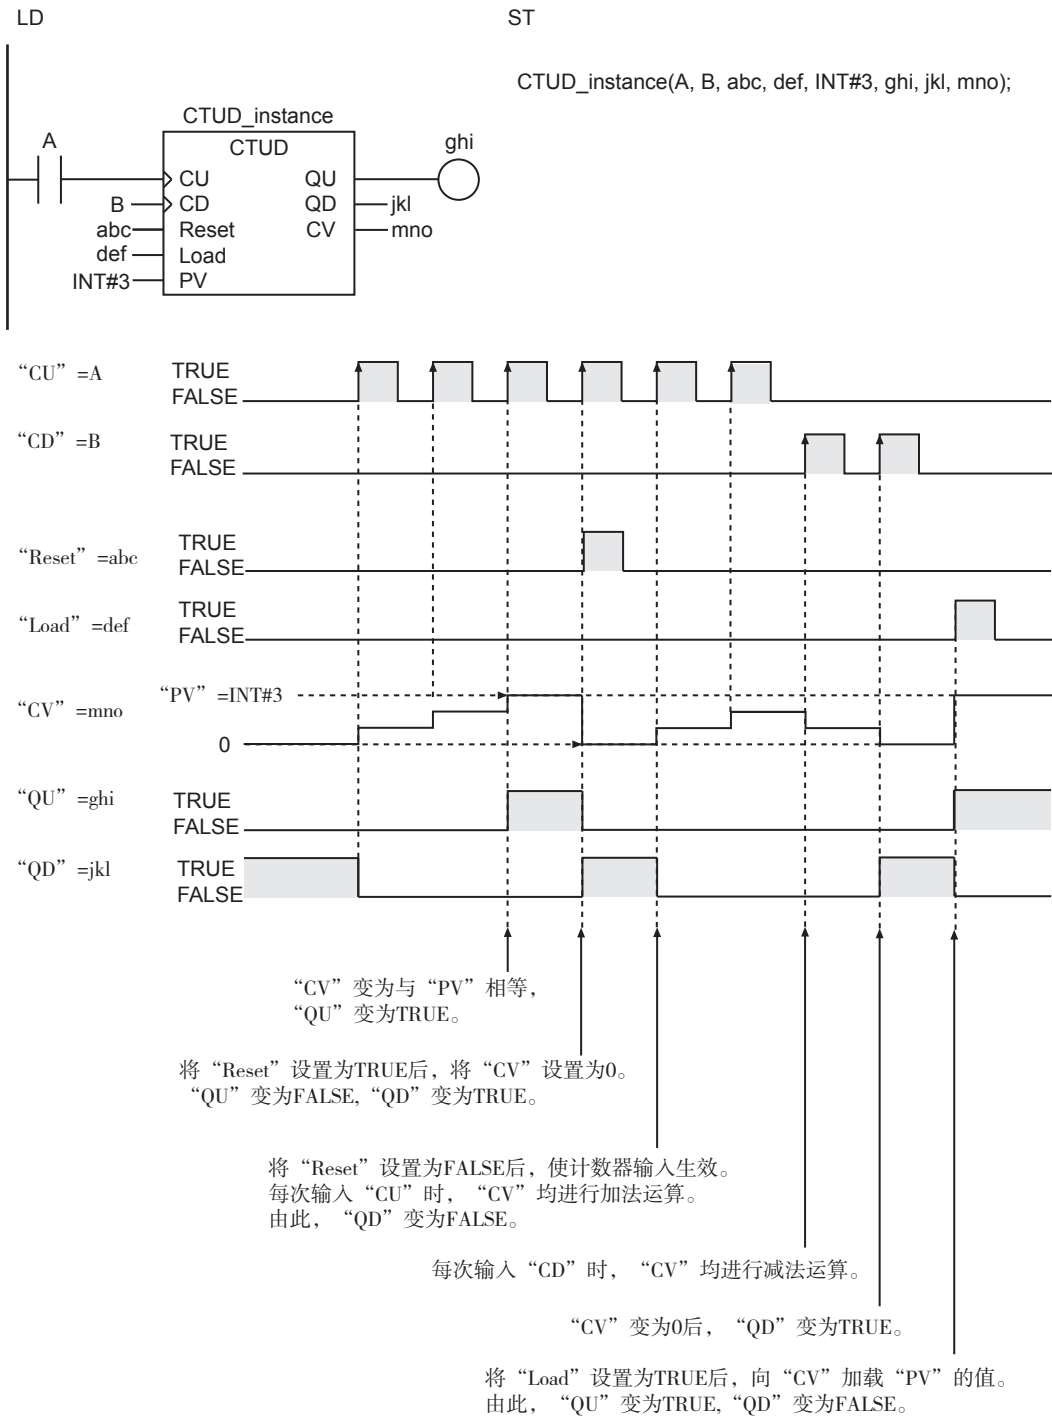 LD
ST
CTUD_instance(A, B, abc, def, INT#3, ghi, jkl, mno);
CTUD_instance
A
CTUD
ghi
CU
QU
B
CD
QD
jkl
abc
Reset
CV
mno
def
Load
INT#3
PV
“CU” =A
TRUE
FALSE
“CD” =B
TRUE
FALSE
“Reset” =abc
TRUE
FALSE
“Load” =def
TRUE
FALSE
“PV” =INT#3
“CV” =mno
0
“QU” =ghi
TRUE
FALSE
“QD” =jkl
TRUE
FALSE
“CV” 变为与 “PV” 相等，
“QU” 变为TRUE。
将 “Reset” 设置为TRUE后，将 “CV” 设置为0。
“QU” 变为FALSE, “QD” 变为TRUE。
将 “Reset” 设置为FALSE后，使计数器输入生效。
每次输入 “CU” 时， “CV” 均进行加法运算。
由此， “QD” 变为FALSE。
每次输入 “CD” 时， “CV” 均进行减法运算。
“CV” 变为0后， “QD” 变为TRUE。
将 “Load” 设置为TRUE后，向 “CV” 加载 “PV” 的值。
由此， “QU” 变为TRUE, “QD” 变为FALSE。